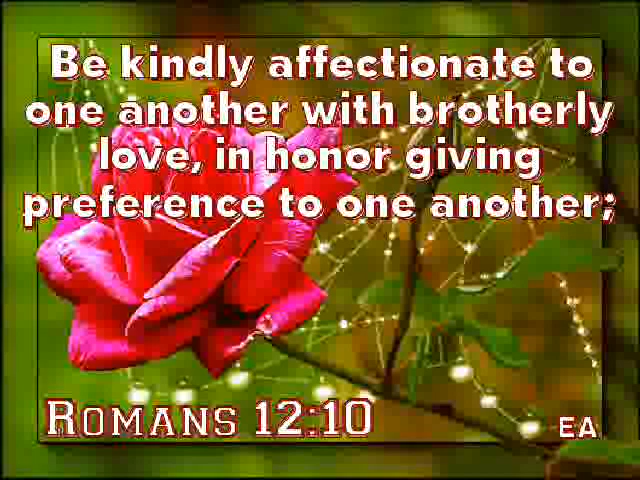 Be kindly affectionate to
one another with brotherly
love, in honor giving
preference to one another;
Romans 12:10
EA